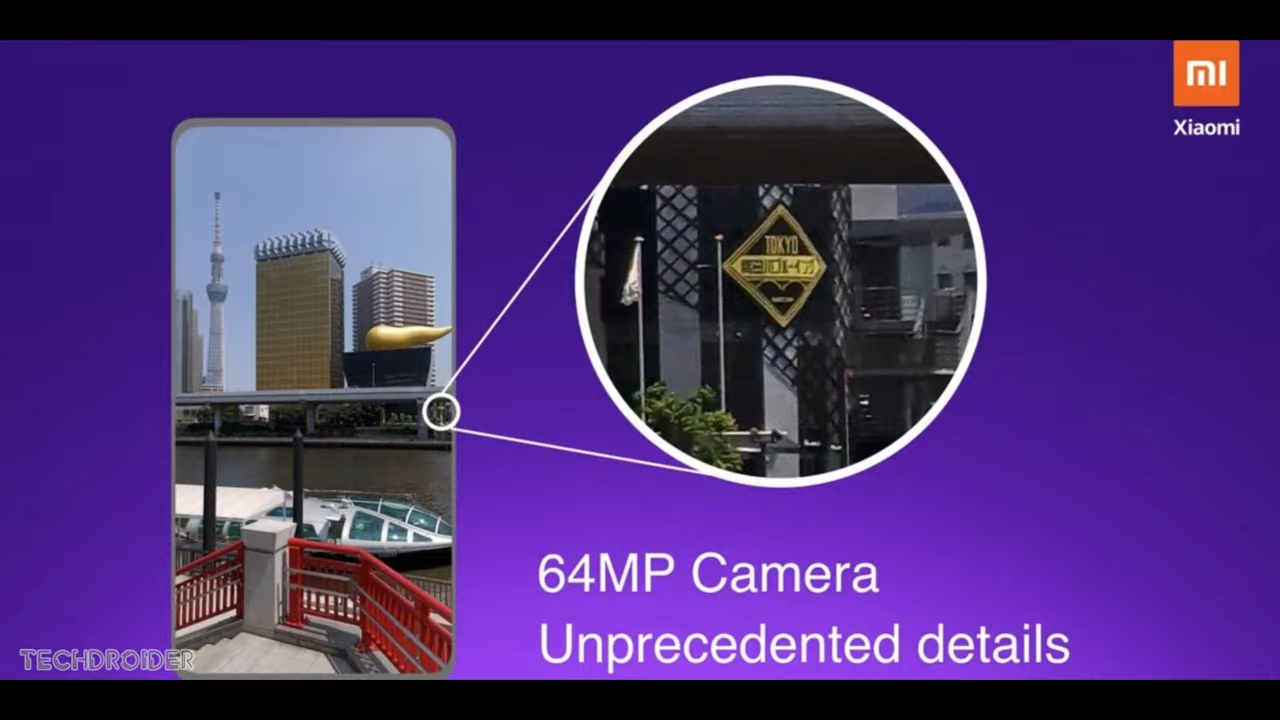 mi
Xiaomi
TOKYO
64MP Camera
Unprecedented details
TECHDROIDER